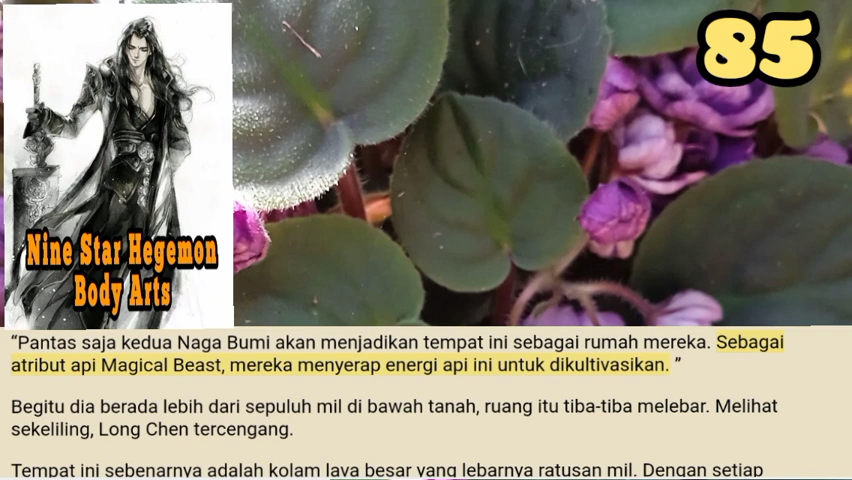 85
Nine Star Hegemon
Body Arts
“Pantas saja kedua Naga Bumi akan menjadikan tempat ini sebagai rumah mereka. Sebagai
atribut api Magical Beast, mereka menyerap energi api ini untuk dikultivasikan. ”
Begitu dia berada lebih dari sepuluh mil di bawah tanah, ruang itu tiba-tiba melebar. Melihat
sekeliling, Long Chen tercengang.
Tempat ini sebenarnya adalah kolam lava besar yang lebarnya ratusan mil. Dengan setiap